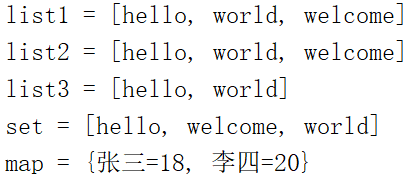 list1 = [hello, world, welcome]
list2 = [hello, world, welcome]
list3 = [hello, world]
set = [hello, welcome, world]
map = {张三=18, 李四=20}